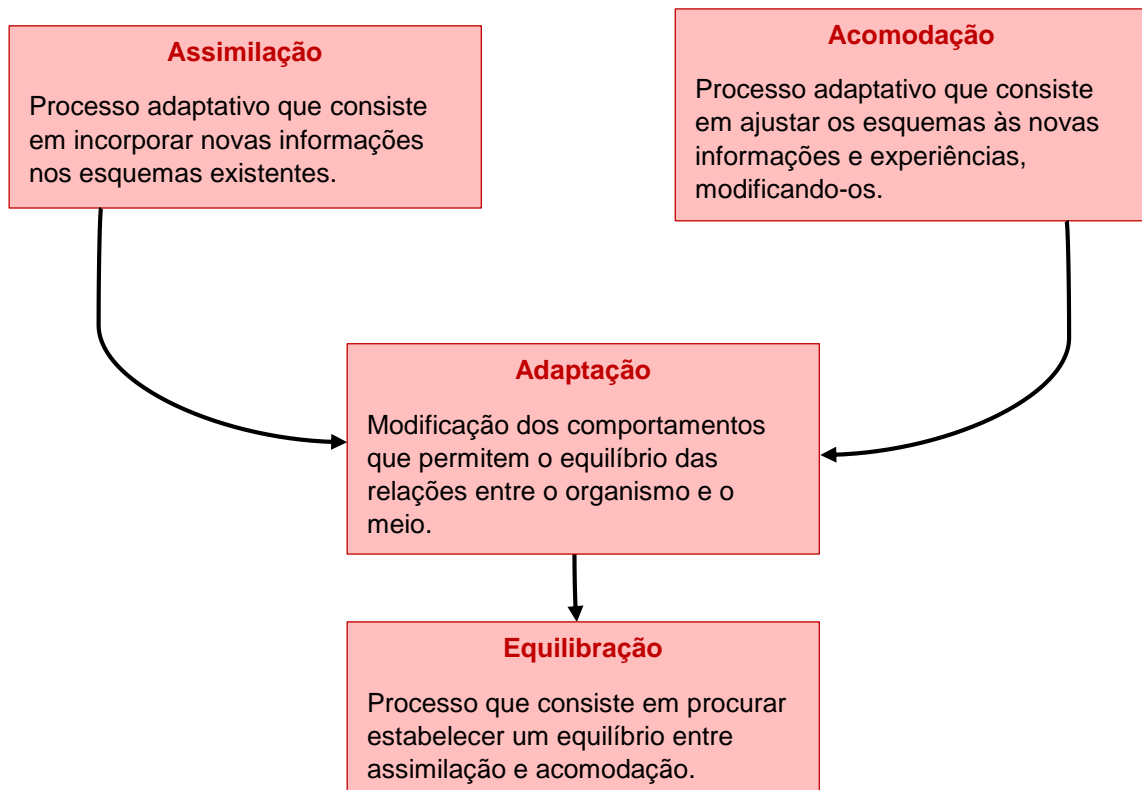 Assimilação
Processo adaptativo que consiste
em incorporar novas informações
nos esquemas existentes.
Acomodação
Processo adaptativo que consiste
em ajustar os esquemas às novas
informações e experiências,
modificando-os.
Adaptação
Modificação dos comportamentos
que permitem o equilíbrio das
relações entre o organismo e o
meio.
Equilibração
Processo que consiste em procurar
estabelecer um equilíbrio entre
assimilação e acomodação.